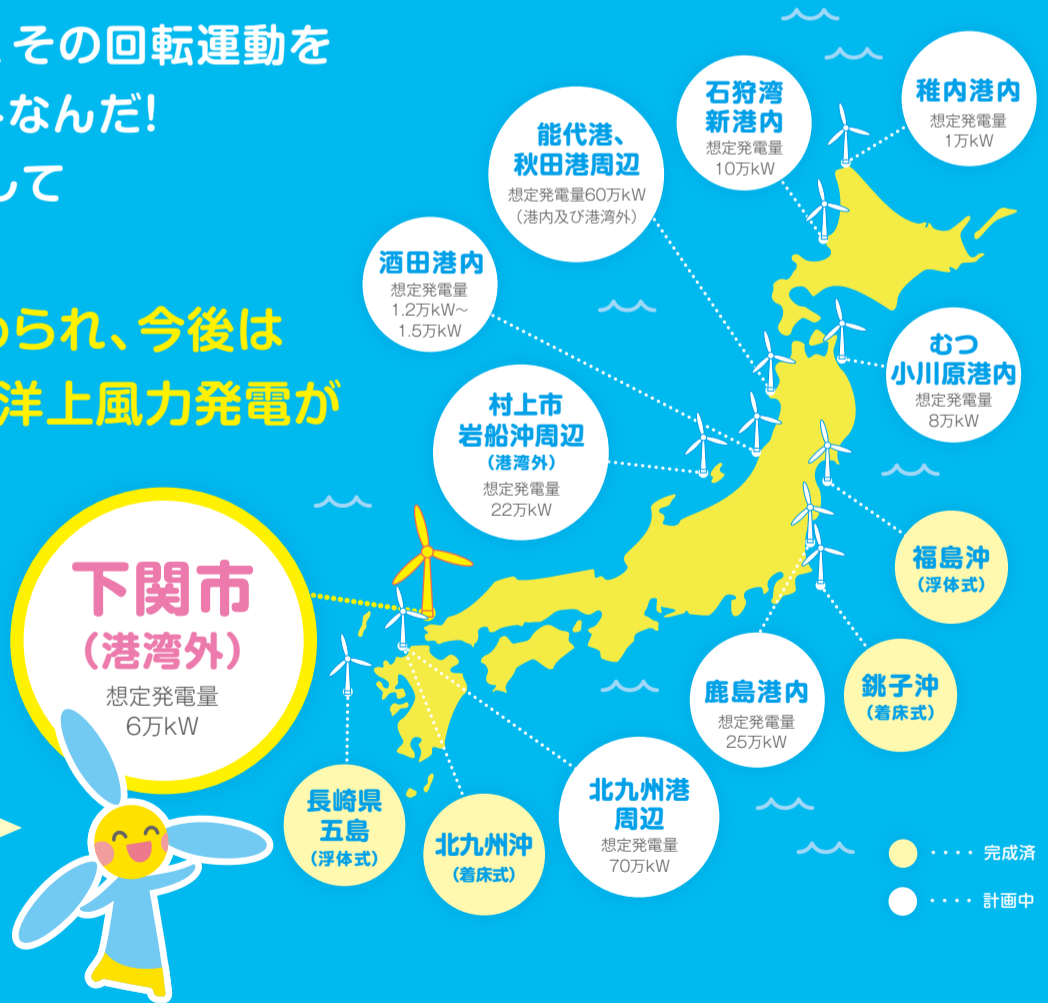 その回転運動を
なんだ!
して
められ、今後は
洋上風力発電が
稚内港内
想定発電量
1万kW
石狩湾
新港内
想定発電量
10万kW
能代港、
秋田港周辺
想定発電量60万kW
(港内及び港湾外)
酒田港内
想定発電量
1.2万kW～
1.5万kW
むつ
小川原港内
想定発電量
8万kW
村上市
岩船沖周辺
(港湾外)
想定発電量
22万kW
福島沖
(浮体式)
下関市
(港湾外)
想定発電量
6万kW
鹿島港内
想定発電量
25万kW
銚子沖
(着床式)
長崎県
五島
(浮体式)
北九州沖
(着床式)
北九州港
周辺
想定発電量
70万kW
‥‥ 完成済
‥‥ 計画中